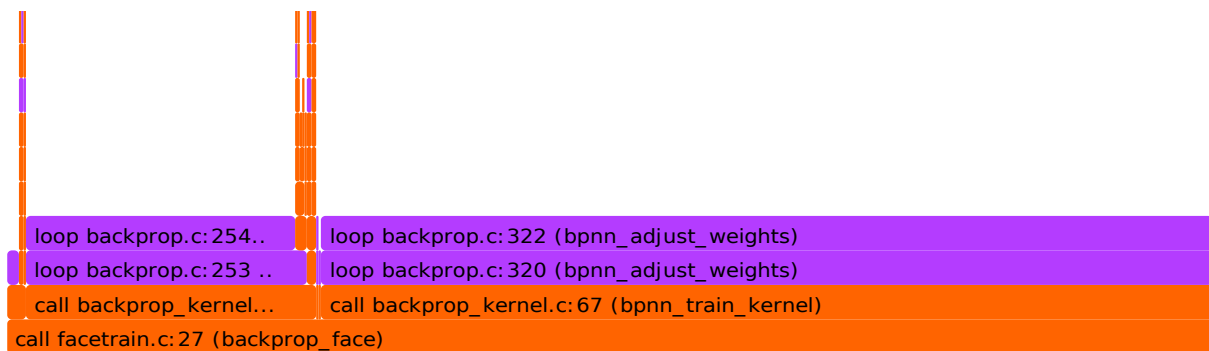 loop backprop.c:254..
loop backprop.c:322 (bpnn_adjust_weights)
loop backprop.c:253 ..
loop backprop.c:320 (bpnn_adjust_weights)
call backprop_kernel...
call backprop_kernel.c:67 (bpnn_train_kernel)
call facetrain.c:27 (backprop_face)